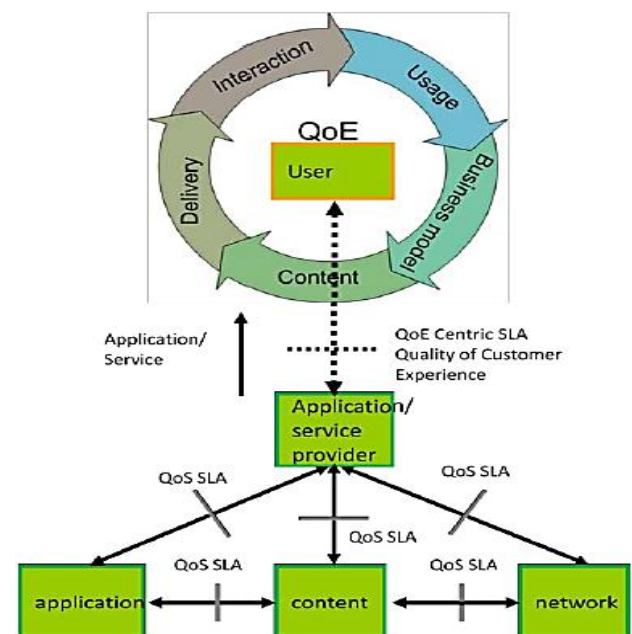 Interaction
Usage
QoE
User
Delivery
Business model
Content
Application/
Service
QoE Centric SLA
Quality of Customer
Experience
Application/
service
provider
QoS SLA
QoS SLA
QoS SLA
QoS SLA
QoS SLA
application
content
network